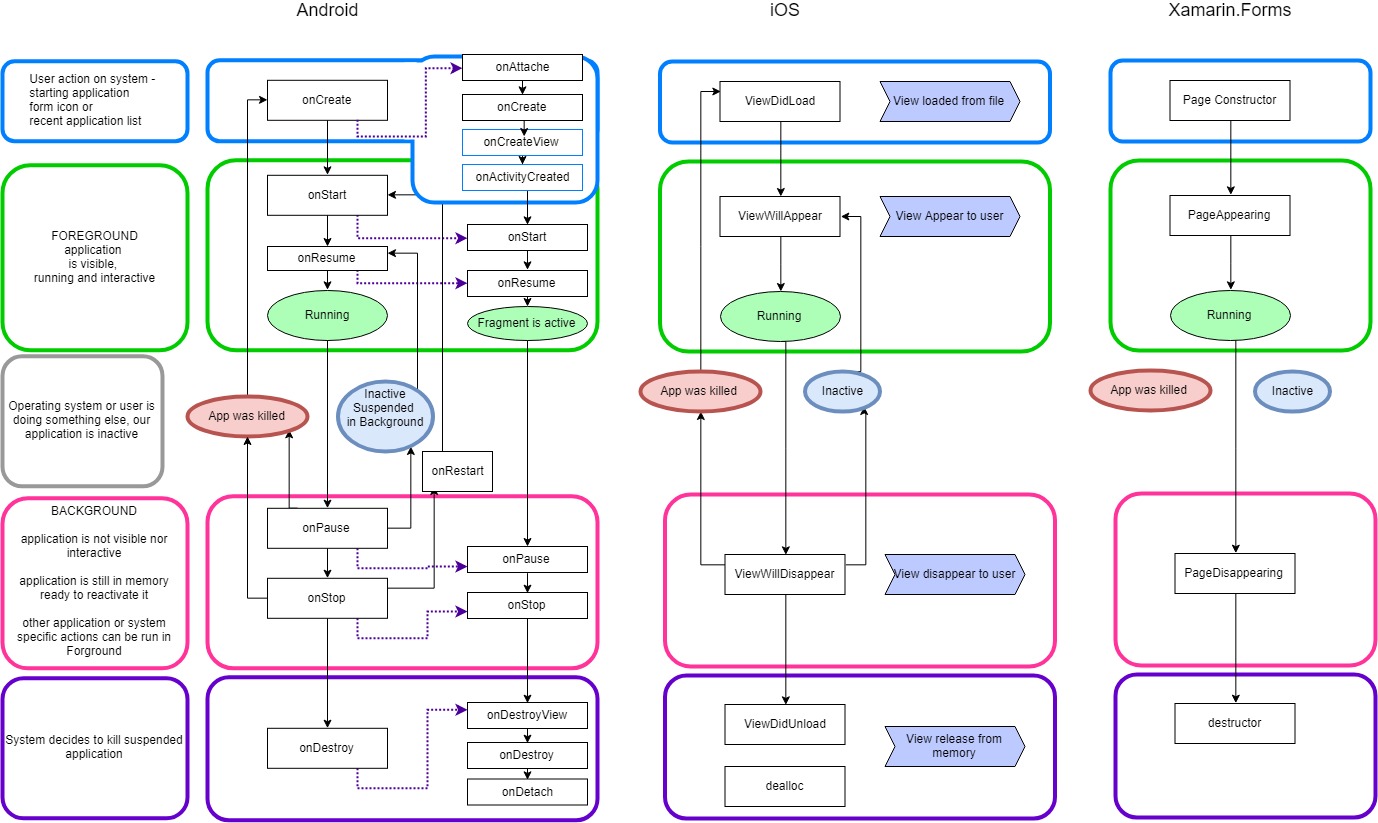 Android
iOS
Xamarin.Forms
User action on system -
starting application
form icon or
recent application list
onCreate
onAttache
onCreate
onCreateView
onActivityCreated
ViewDidLoad
View loaded from file
Page Constructor
FOREGROUND
application
is visible,
running and interactive
onStart
onResume
Running
onStart
onResume
Fragment is active
ViewWillAppear
View Appear to user
Running
PageAppearing
Running
Operating system or user is
doing something else, our
application is inactive
App was killed
Inactive
Suspended
in Background
onRestart
App was killed
Inactive
App was killed
Inactive
BACKGROUND
application is not visible nor
interactive
application is still in memory
ready to reactivate it
other application or system
specific actions can be run in
Forground
onPause
onStop
onPause
onStop
ViewWillDisappear
View disappear to user
PageDisappearing
System decides to kill suspended
application
onDestroy
onDestroyView
onDestroy
onDetach
ViewDidUnload
dealloc
View release from
memory
destructor